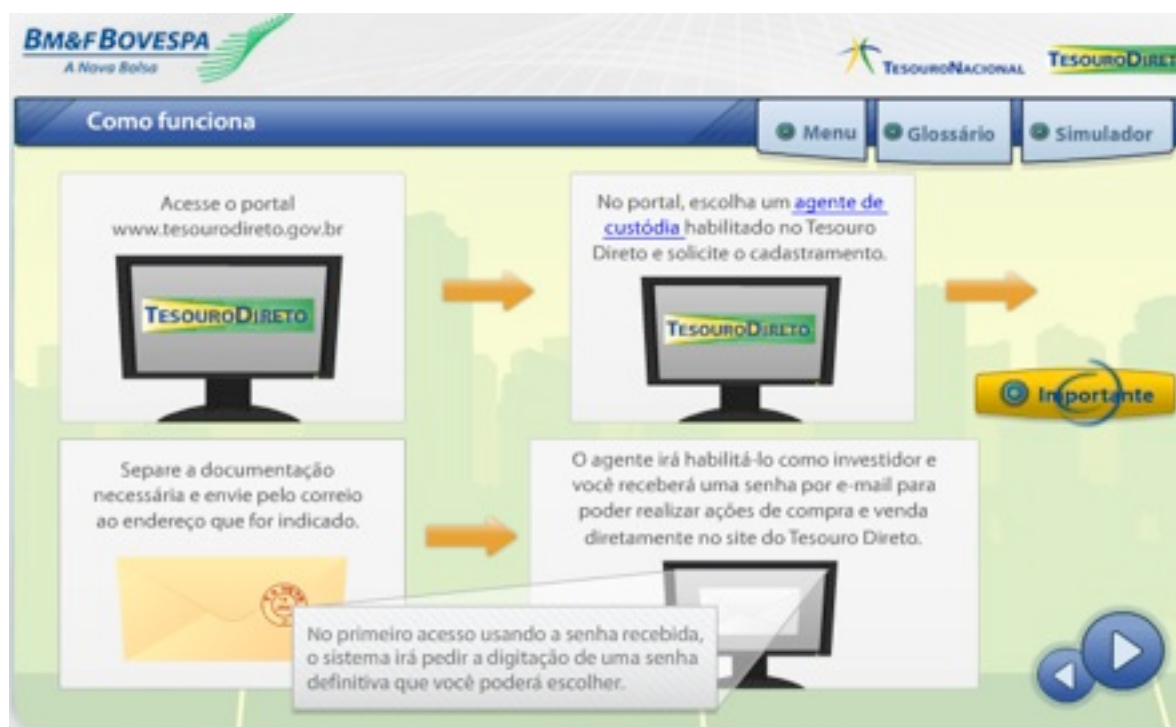 BM&FBOVESPA
A Nova Bolsa
TESOURONACIONAL
TESOURODIRET
Como funciona
Menu
Glossário
Simulador
Acesse o portal
www.tesourodireto.gov.br
TESOURODIRETO
No portal, escolha um agente de
custódia habilitado no Tesouro
Direto e solicite o cadastramento.
TESOURODIRETO
Importante
Separe a documentação
necessária e envie pelo correio
ao endereço que for indicado.
O agente irá habilitá-lo como investidor e
você receberá uma senha por e-mail para
poder realizar ações de compra e venda
diretamente no site do Tesouro Direto.
No primeiro acesso usando a senha recebida,
o sistema irá pedir a digitação de uma senha
definitiva que você poderá escolher.